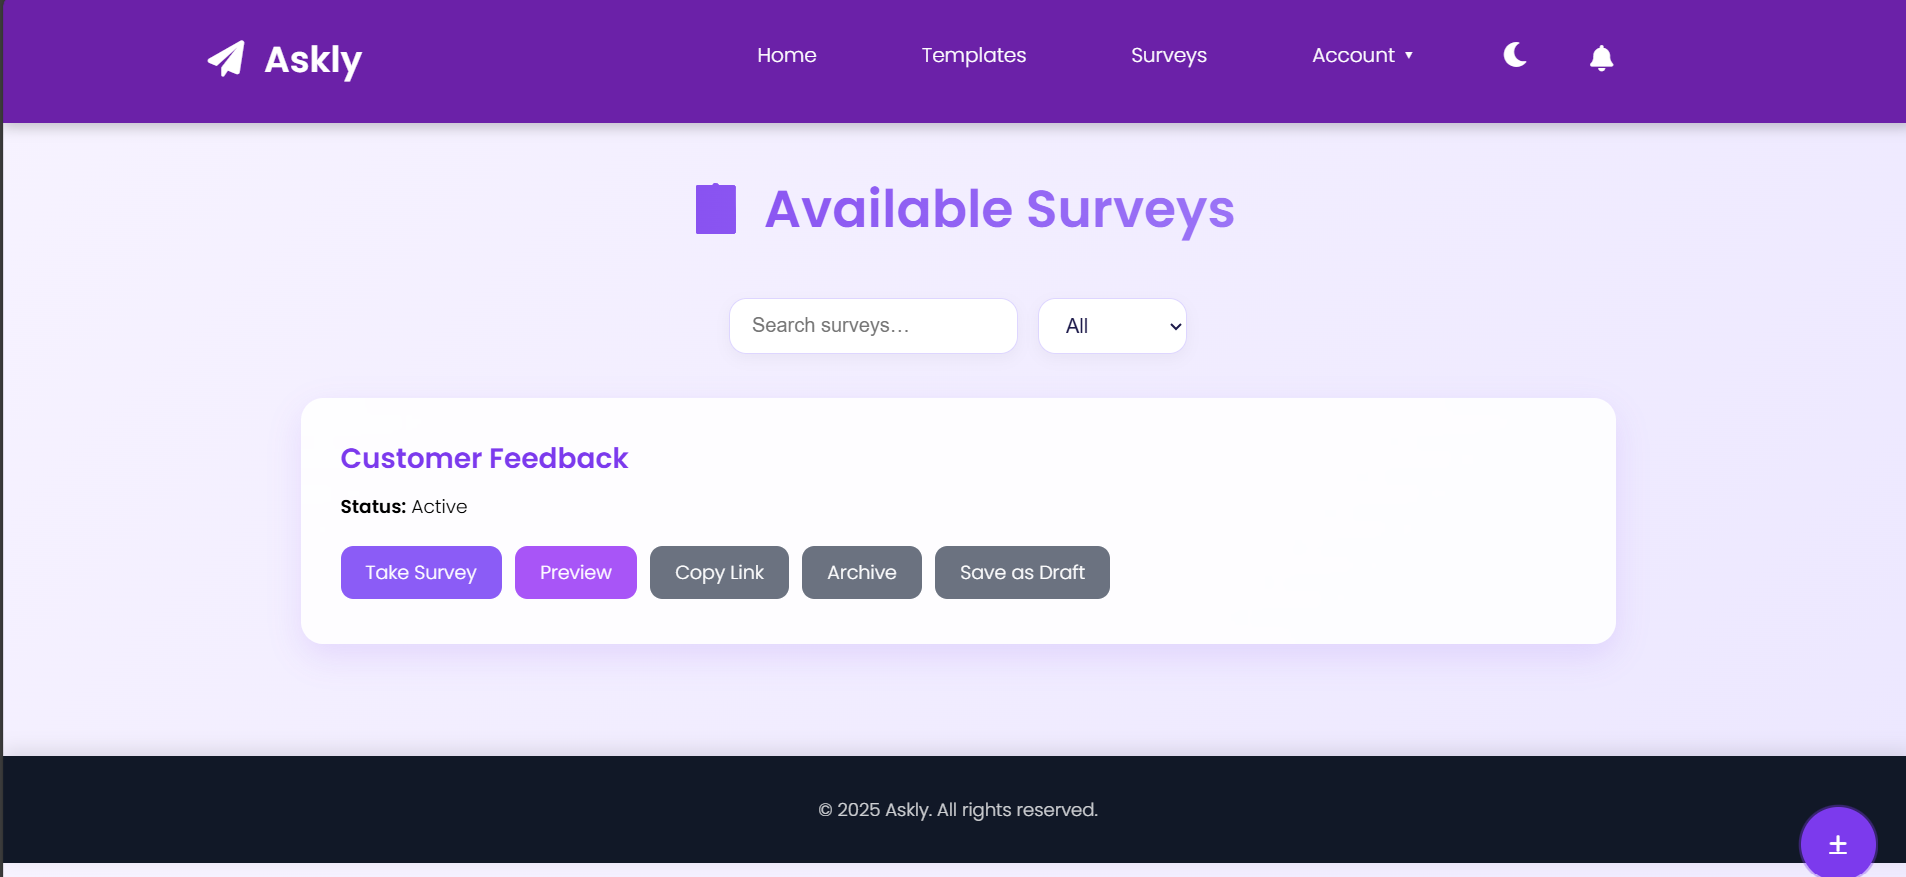 Askly
Home
Templates
Surveys
Account ▾
Available Surveys
Search surveys...
All
Customer Feedback
Status: Active
Take Survey
Preview
Copy Link
Archive
Save as Draft
© 2025 Askly. All rights reserved.
±